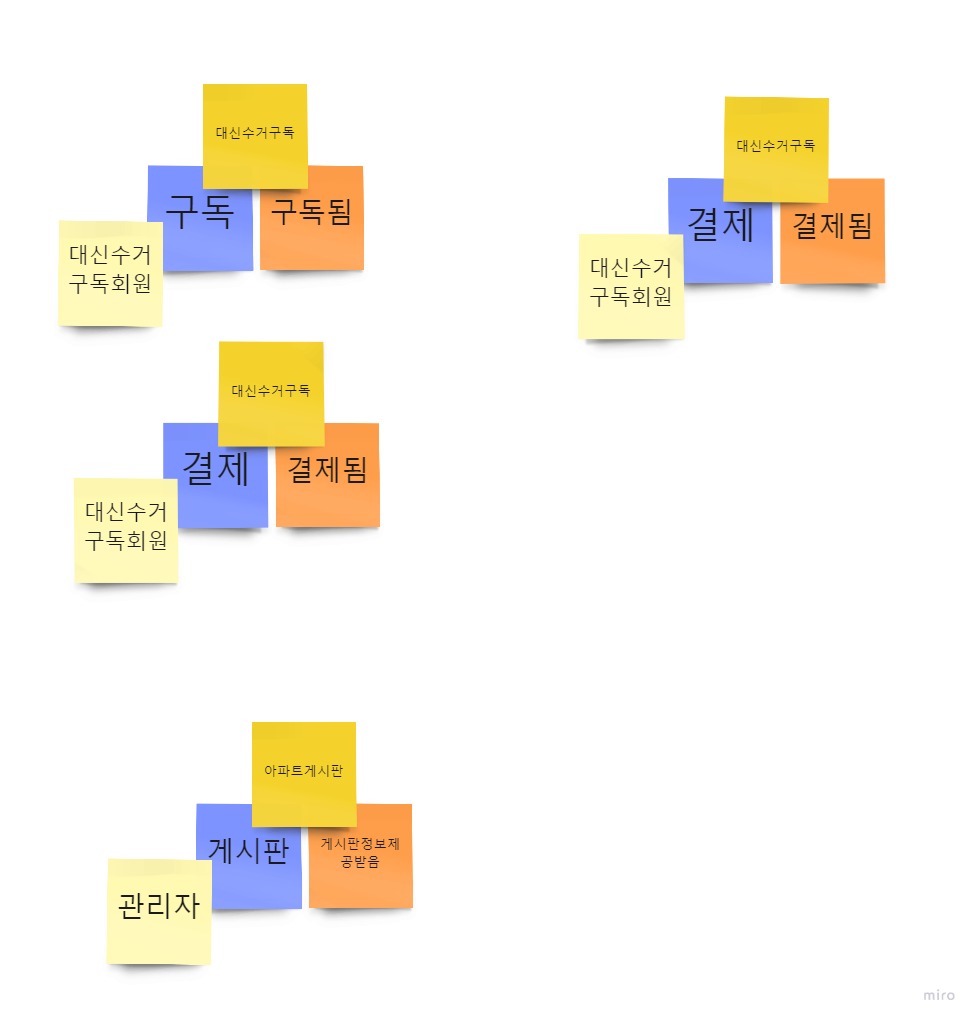 대신수거구독
구독
구독됨
대신수거
구독회원
대신수거구독
결제
결제됨
대신수거
구독회원
대신수거구독
결제
결제됨
대신수거
구독회원
아파트게시판
게시판
게시판정보제
공받음
관리자
miro